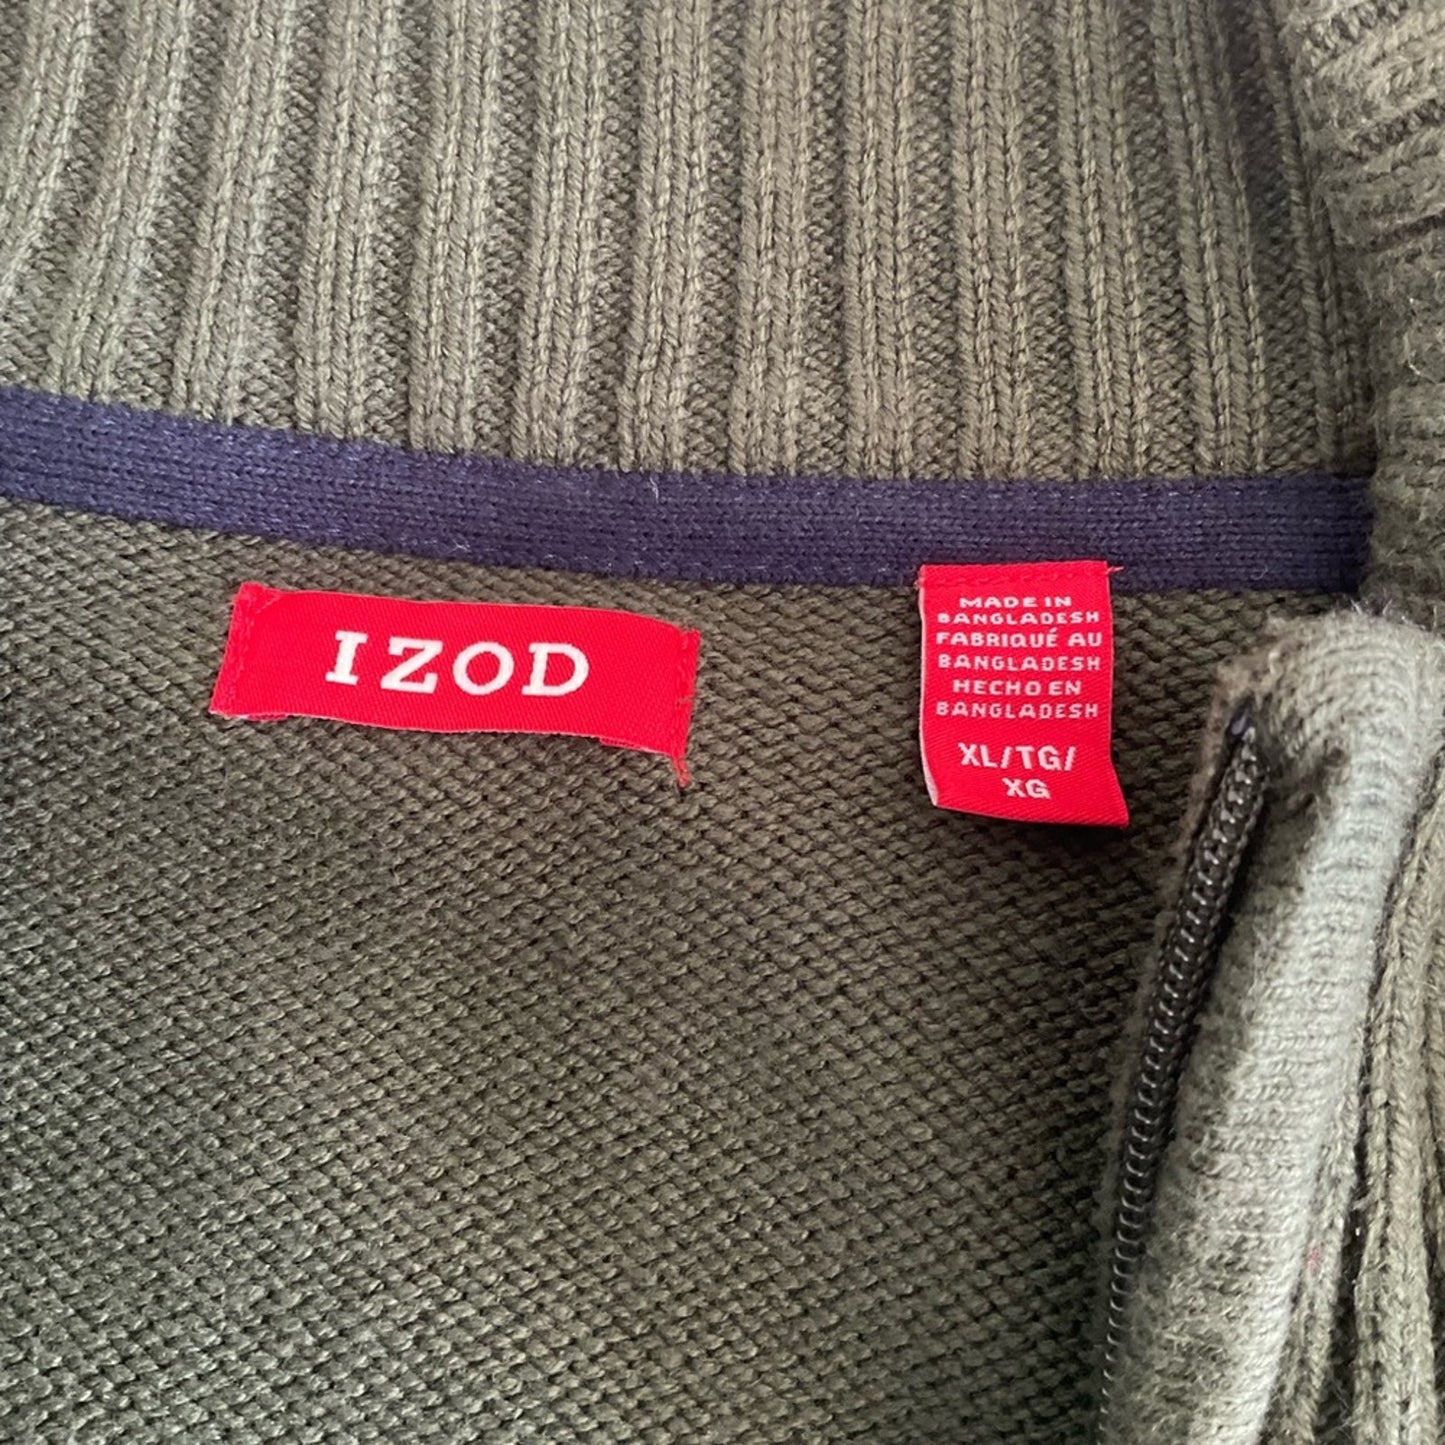 IZOD
MADE IN
BANGLADESH
FABRIQUÉ AU
BANGLADESH
HECHO EN
BANGLADESH
XL/TG/
XG